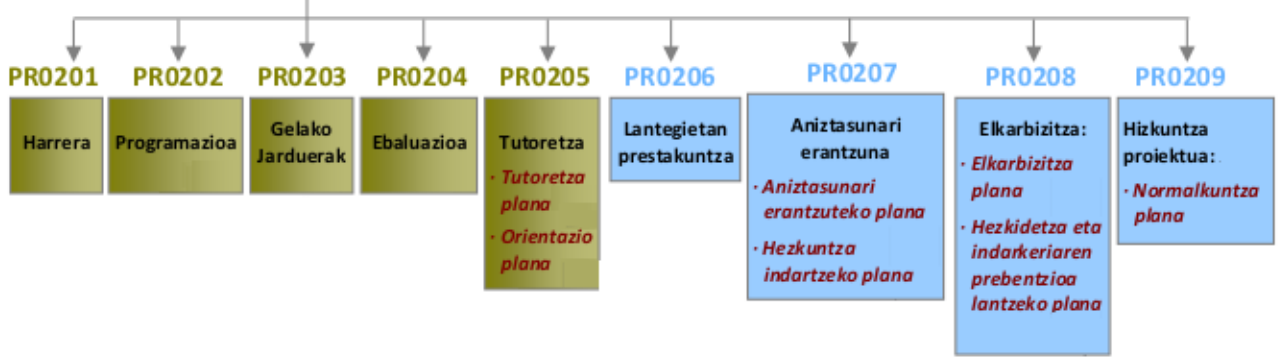 PR0201
Harrera
PR0202
Programazioa
PR0203
Gelako
Jarduerak
PR0204
Ebaluazioa
PR0205
Tutoretza
· Tutoretza
plana
· Orientazio
plana
PR0206
Lantegietan
prestakuntza
PR0207
Aniztasunari
erantzuna
· Aniztasunari
erantzuteko plana
· Hezkuntza
indartzeko plana
PR0208
Elkarbizitza:
· Elkarbizitza
plana
· Hezkidetza eta
indarkeriaren
prebentzioa
lantzeko plana
PR0209
Hizkuntza
proiektua:.
· Normalkuntza
plana